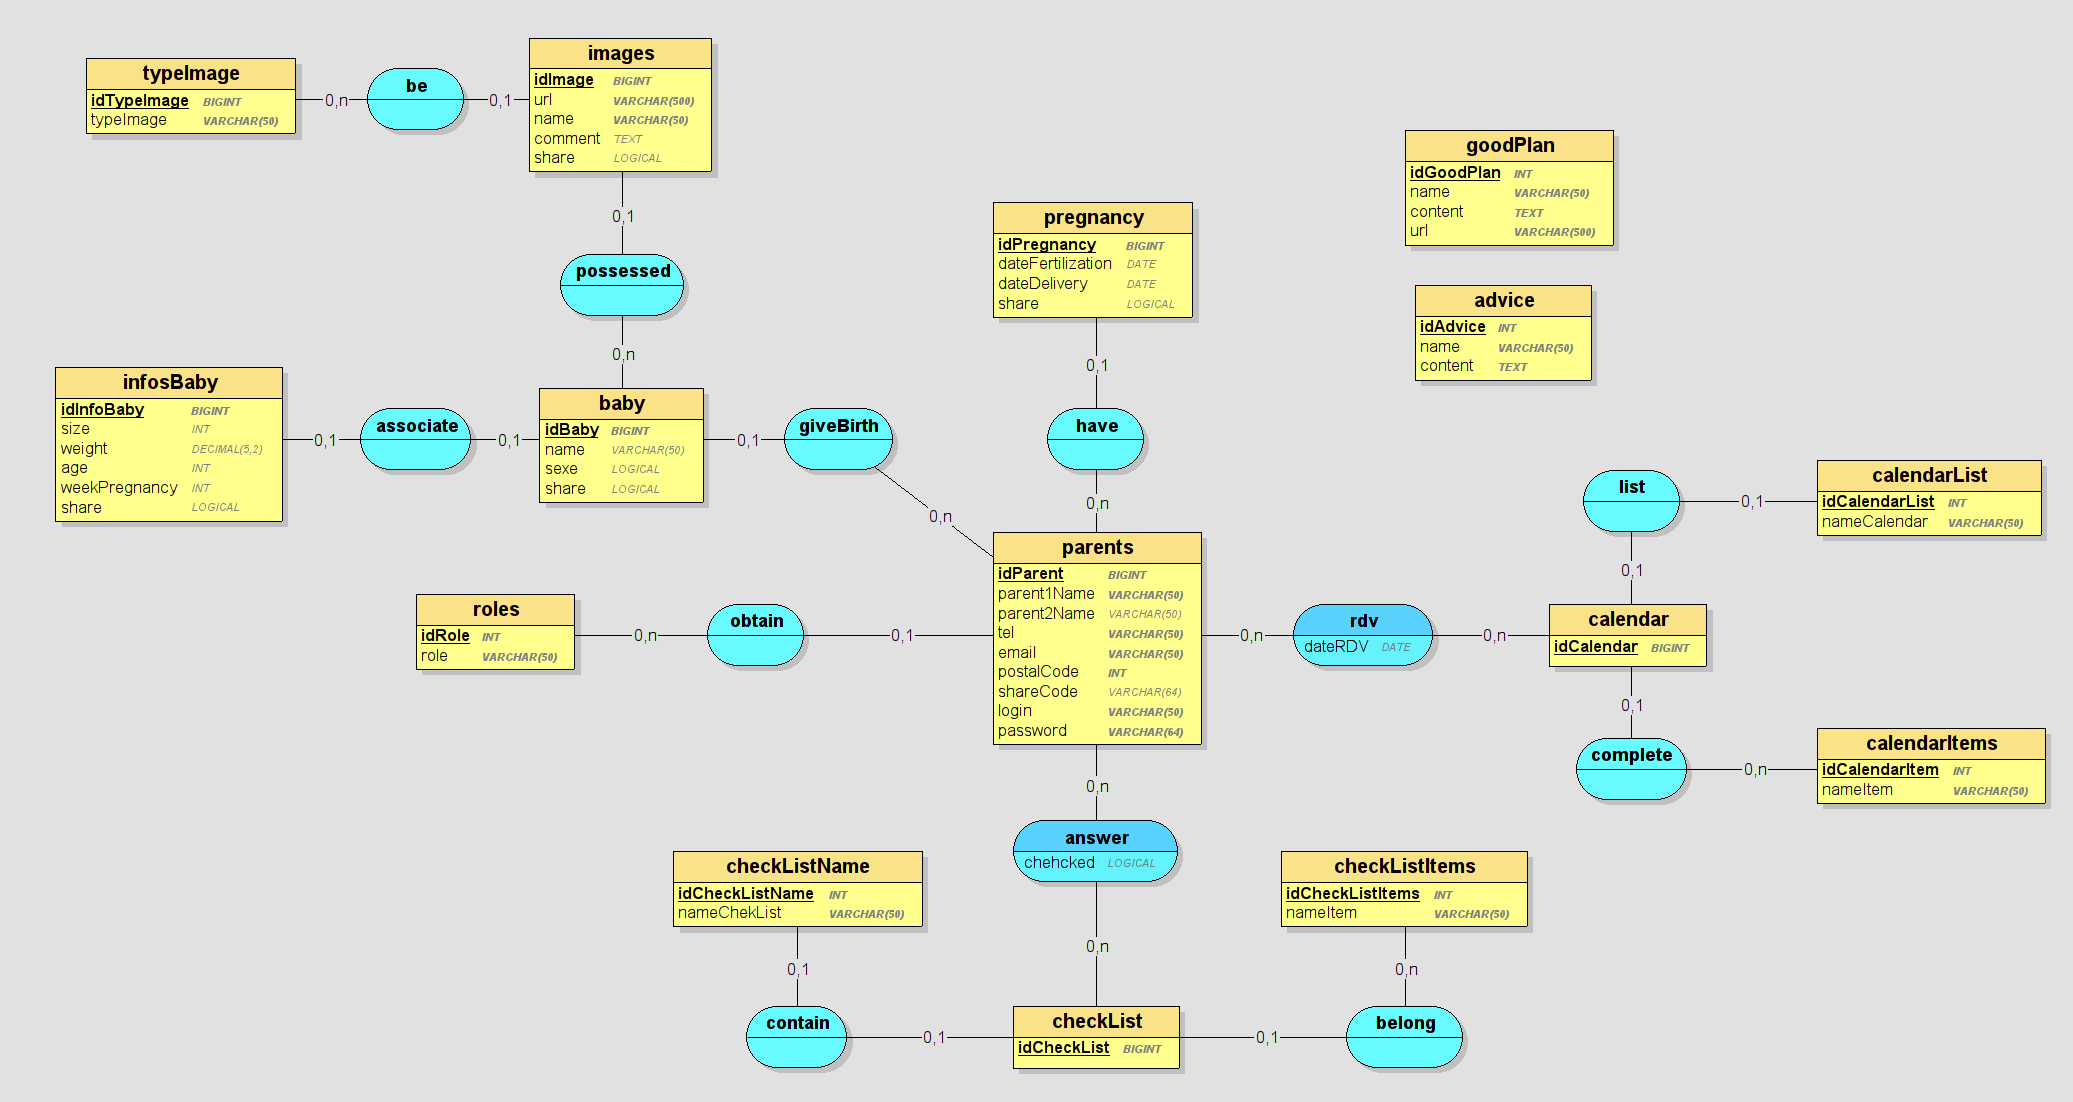 typeImage
idTypeImage BIGINT
typeImage VARCHAR(50)
0,n
be
0,1
images
idImage BIGINT
url VARCHAR(500)
name VARCHAR(50)
comment TEXT
share LOGICAL
0,1
possessed
0,n
goodPlan
idGoodPlan INT
name VARCHAR(50)
content TEXT
url VARCHAR(500)
pregnancy
idPregnancy BIGINT
dateFertilization DATE
dateDelivery DATE
share LOGICAL
0,1
have
0,n
advice
idAdvice INT
name VARCHAR(50)
content TEXT
infosBaby
idInfoBaby BIGINT
size INT
weight DECIMAL(5,2)
age INT
weekPregnancy INT
share LOGICAL
0,1
associate
0,1
baby
idBaby BIGINT
name VARCHAR(50)
sexe LOGICAL
share LOGICAL
0,1
giveBirth
0,n
list
0,1
calendarList
idCalendarList INT
nameCalendar VARCHAR(50)
0,1
parents
idParent BIGINT
parent1Name VARCHAR(50)
parent2Name VARCHAR(50)
tel VARCHAR(50)
email VARCHAR(50)
postalCode INT
shareCode VARCHAR(64)
login VARCHAR(50)
password VARCHAR(64)
roles
idRole INT
role VARCHAR(50)
0,n
obtain
0,1
0,n
rdv
dateRDV DATE
0,n
calendar
idCalendar BIGINT
0,1
complete
0,n
calendarItems
idCalendarItem INT
nameItem VARCHAR(50)
0,n
answer
chehcked LOGICAL
0,n
checkListName
idCheckListName INT
nameChekList VARCHAR(50)
0,1
contain
0,1
checkListItems
idCheckListItems INT
nameItem VARCHAR(50)
0,n
checkList
idCheckList BIGINT
0,1
belong